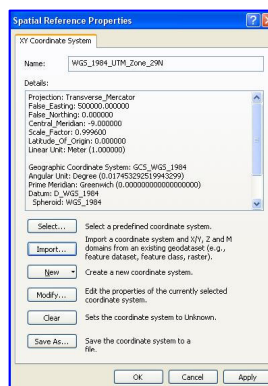 Spatial Reference Properties
XY Coordinate System
Name: WGS_1984_UTM_Zone_29N
Details:
Projection: Transverse_Mercator
False_Easting: 500000.000000
False_Northing: 0.000000
Central_Meridian: -9.000000
Scale_Factor: 0.999600
Latitude_Of_Origin: 0.000000
Linear Unit: Meter (1.000000)
Geographic Coordinate System: GCS_WGS_1984
Angular Unit: Degree (0.017453292519943299)
Prime Meridian: Greenwich (0.000000000000000000)
Datum: D_WGS_1984
Spheroid: WGS_1984
Select... Select a predefined coordinate system.
Import... Import a coordinate system and X/Y, Z and M
domains from an existing geodataset (e.g.,
feature dataset, feature class, raster).
New Create a new coordinate system.
Modify... Edit the properties of the currently selected
coordinate system.
Clear Sets the coordinate system to Unknown.
Save As... Save the coordinate system to a
file.
OK Cancel Apply